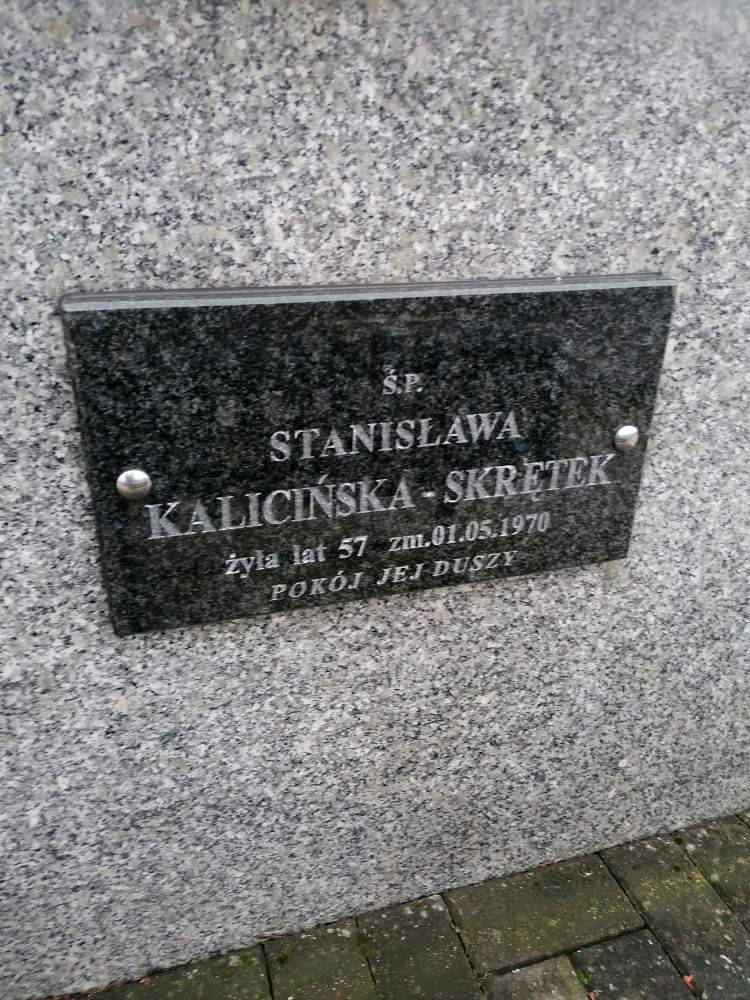 Ś.P.
STANISŁAWA
KALICIŃSKA - SKRĘTEK
żyła lat 57 zm.01.05.1970
POKÓJ JEJ DUSZY